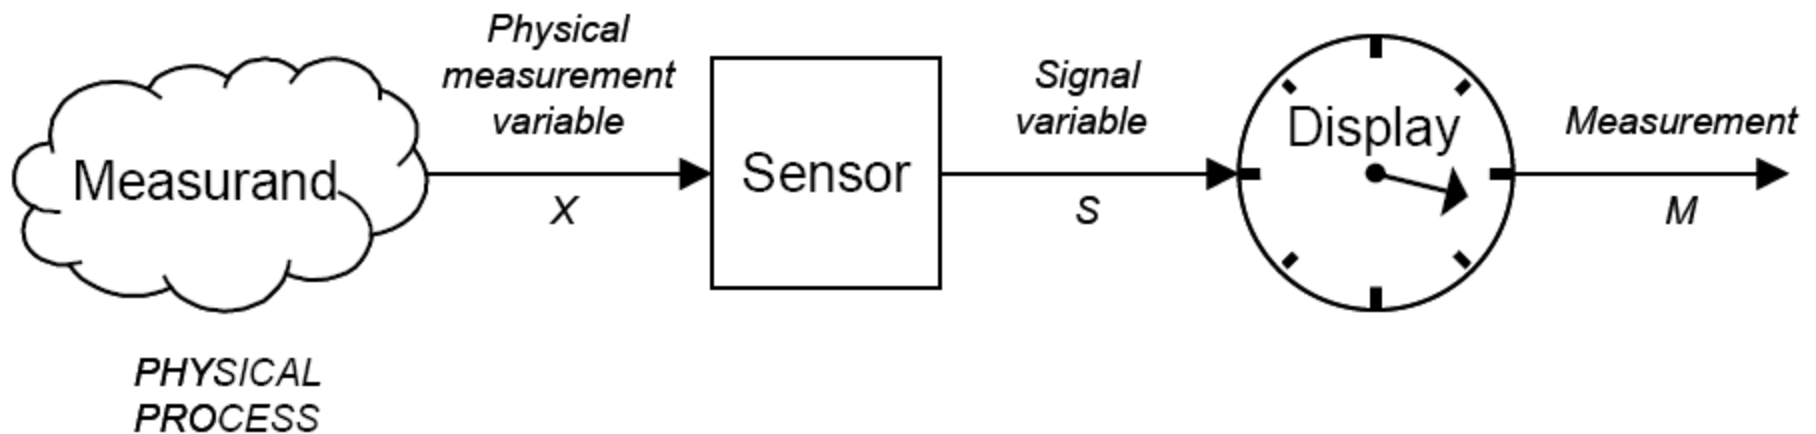 Physical
measurement
variable
Signal
variable
Measurement
Measurand
Sensor
Display
X
S
M
PHYSICAL
PROCESS